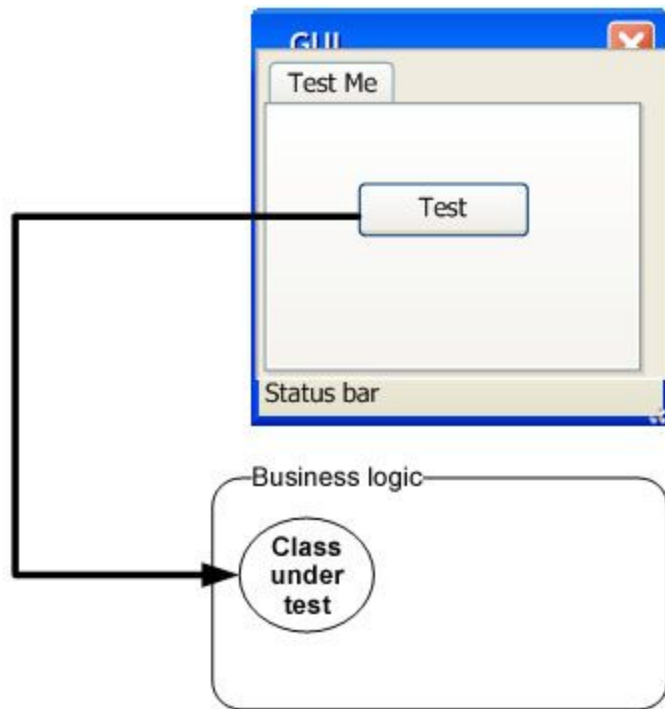 GUI
Test Me
Test
Status bar
Business logic
Class
under
test